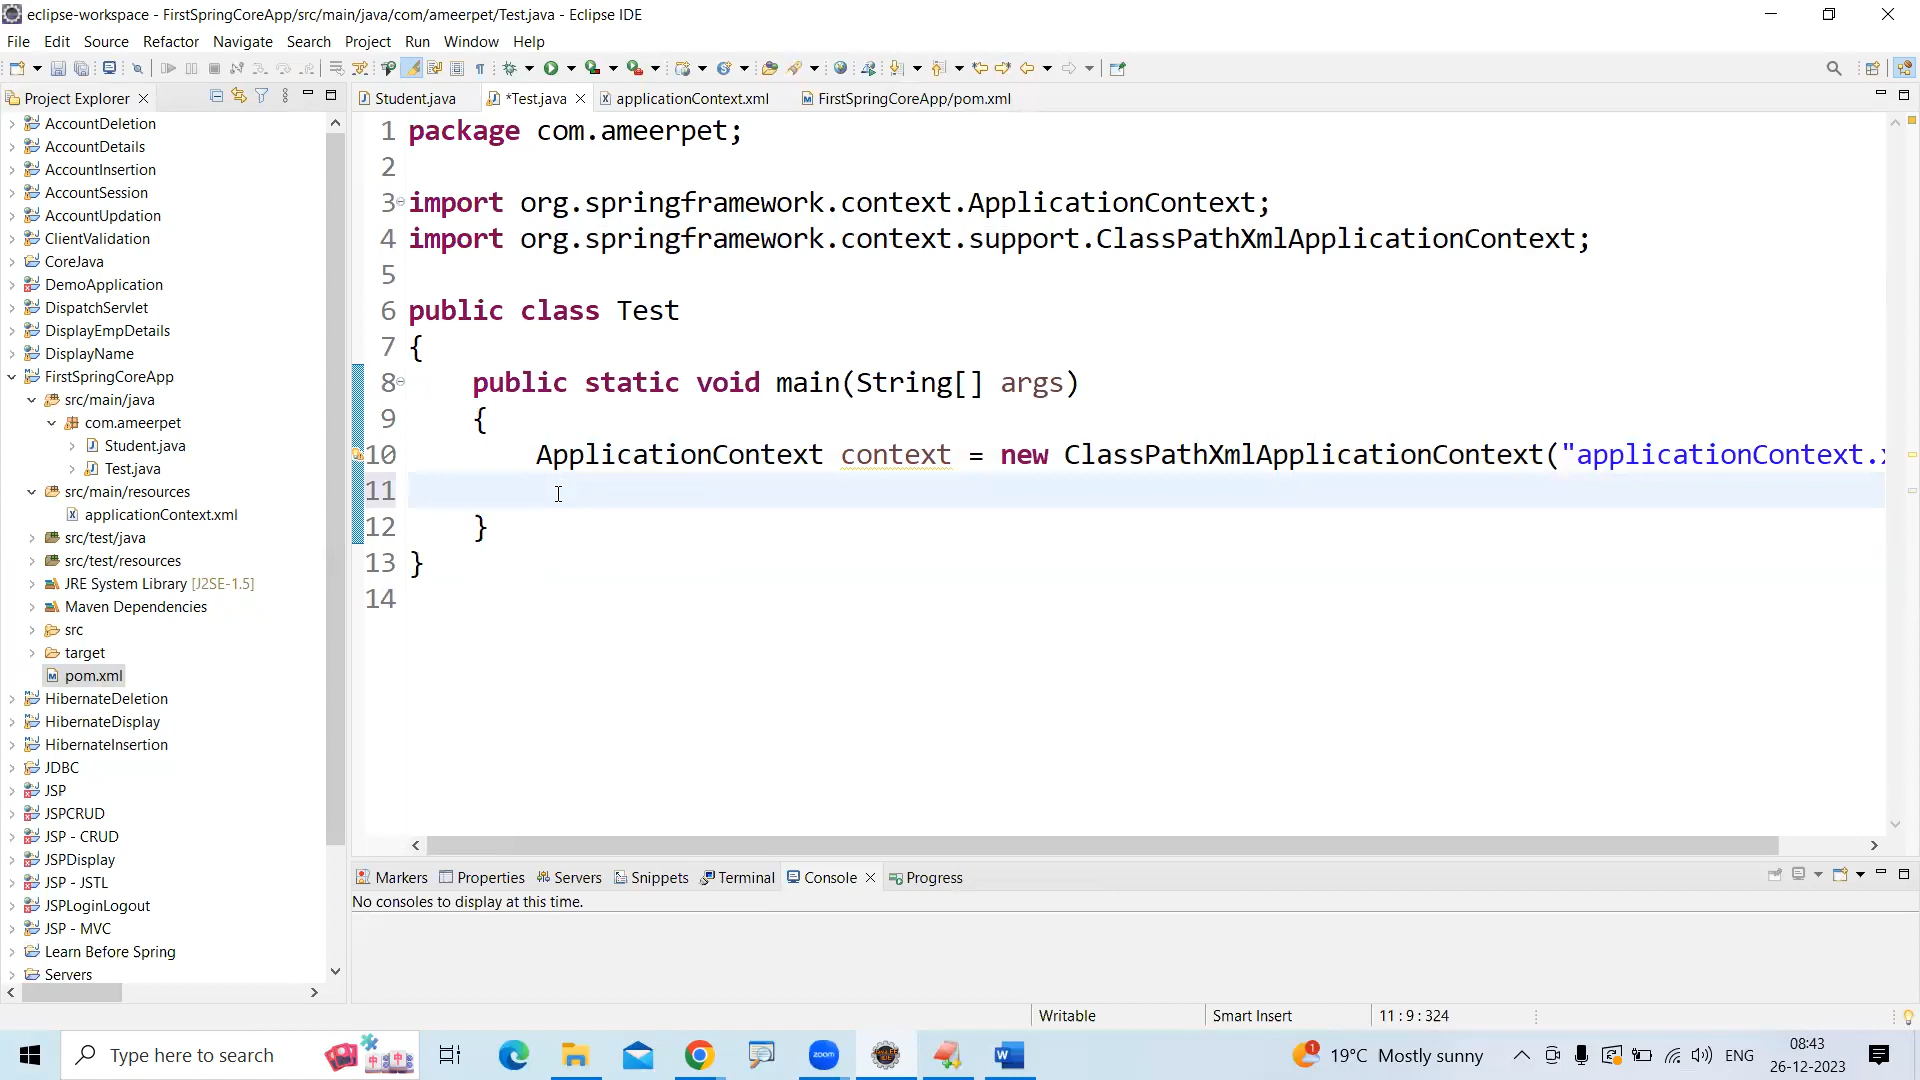 eclipse-workspace - FirstSpringCoreApp/src/main/java/com/ameerpet/Test.java - Eclipse IDE
File Edit Source Refactor Navigate Search Project Run Window Help
Project Explorer
Student.java *Test.java applicationContext.xml FirstSpringCoreApp/pom.xml
AccountDeletion
AccountDetails
AccountInsertion
AccountSession
AccountUpdation
ClientValidation
CoreJava
DemoApplication
DispatchServlet
DisplayEmpDetails
DisplayName
FirstSpringCoreApp
src/main/java
com.ameerpet
Student.java
Test.java
src/main/resources
applicationContext.xml
src/test/java
src/test/resources
JRE System Library [J2SE-1.5]
Maven Dependencies
src
target
pom.xml
HibernateDeletion
HibernateDisplay
HibernateInsertion
JDBC
JSP
JSPCRUD
JSP - CRUD
JSPDisplay
JSP - JSTL
JSPLoginLogout
JSP - MVC
Learn Before Spring
Servers
1 package com.ameerpet;
2
3 import org.springframework.context.ApplicationContext;
4 import org.springframework.context.support.ClassPathXmlApplicationContext;
5
6 public class Test
7 {
8 public static void main(String[] args)
9 {
10 ApplicationContext context = new ClassPathXmlApplicationContext("applicationContext.x
11
12 }
13 }
14
Markers Properties Servers Snippets Terminal Console Progress
No consoles to display at this time.
Writable Smart Insert 11 : 9 : 324
Type here to search
zoom
1
19°C Mostly sunny
ENG
08:43
26-12-2023